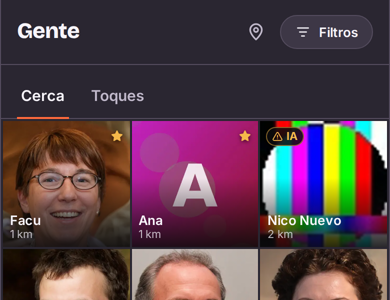 Gente
Filtros
Cerca
Toques
IA
A
Facu
Ana
Nico Nuevo
1 km
1 km
2 km